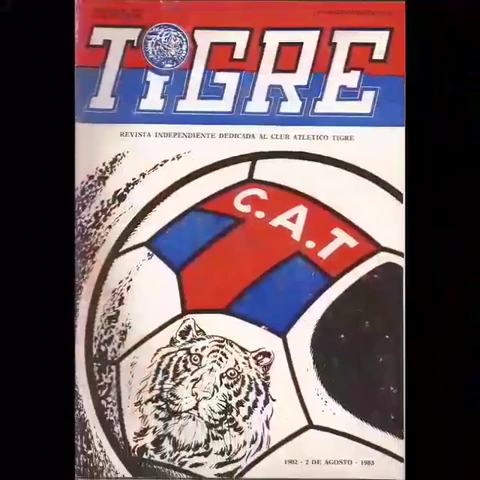 TIGRE
REVISTA INDEPENDIENTE DEDICADA AL CLUB ATLETICO TIGRE
C.A.T
1902 - 2 DE AGOSTO - 1983